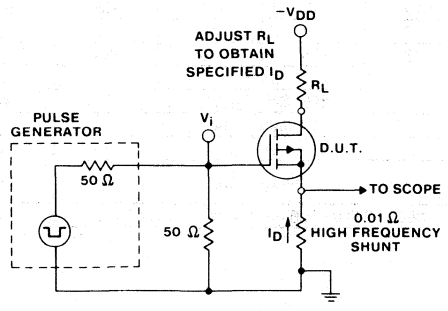 -VDD
ADJUST RL
TO OBTAIN
SPECIFIED ID
RL
PULSE
GENERATOR
Vi
D.U.T.
50 Ω
TO SCOPE
50 Ω
ID
0.01 Ω
HIGH FREQUENCY
SHUNT